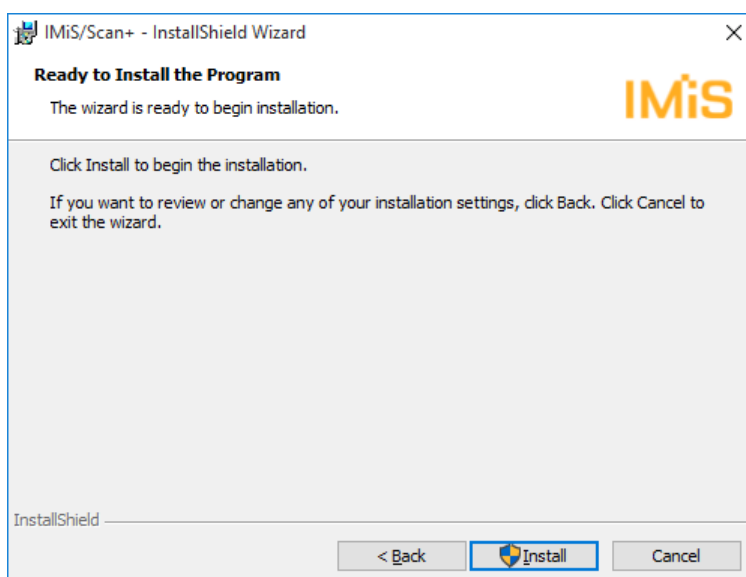 IMiS/Scan+ - InstallShield Wizard
Ready to Install the Program
The wizard is ready to begin installation.
IMiS
Click Install to begin the installation.
If you want to review or change any of your installation settings, click Back. Click Cancel to
exit the wizard.
InstallShield
< Back
Install
Cancel